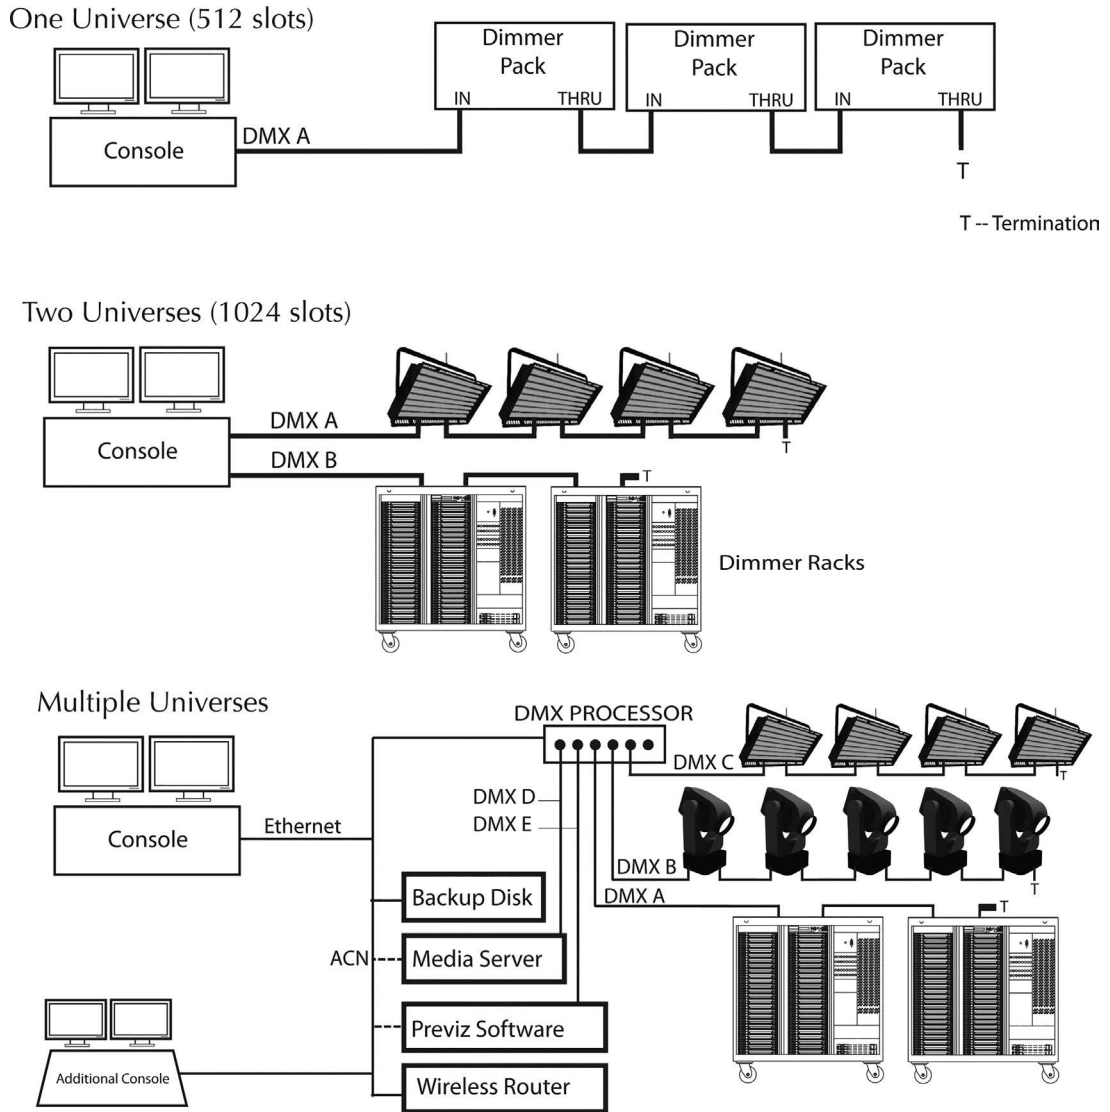 One Universe (512 slots)
Dimmer
Pack
IN
THRU
Dimmer
Pack
IN
THRU
Dimmer
Pack
IN
THRU
Console
DMX A
T
T -- Termination
Two Universes (1024 slots)
Console
DMX A
T
DMX B
T
Dimmer Racks
Multiple Universes
DMX PROCESSOR
DMX C
T
DMX D
DMX E
Console
Ethernet
DMX B
T
DMX A
T
Backup Disk
ACN
Media Server
Previz Software
Additional Console
Wireless Router